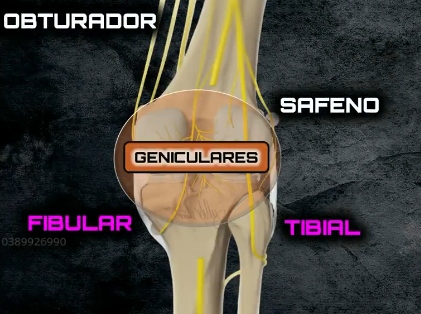 OBTURADOR
SAFENO
GENICULARES
FIBULAR
TIBIAL
0389926990